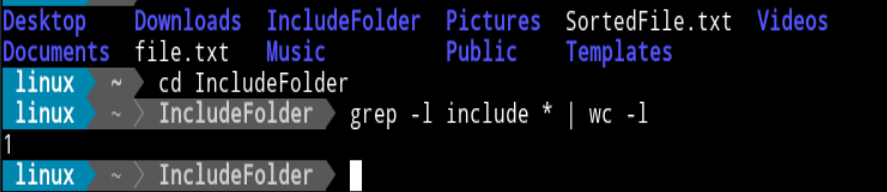 Desktop Downloads IncludeFolder Pictures SortedFile.txt Videos
Documents file.txt Music Public Templates
linux ~ cd IncludeFolder
linux ~ IncludeFolder grep -l include * | wc -l
1
linux ~ IncludeFolder